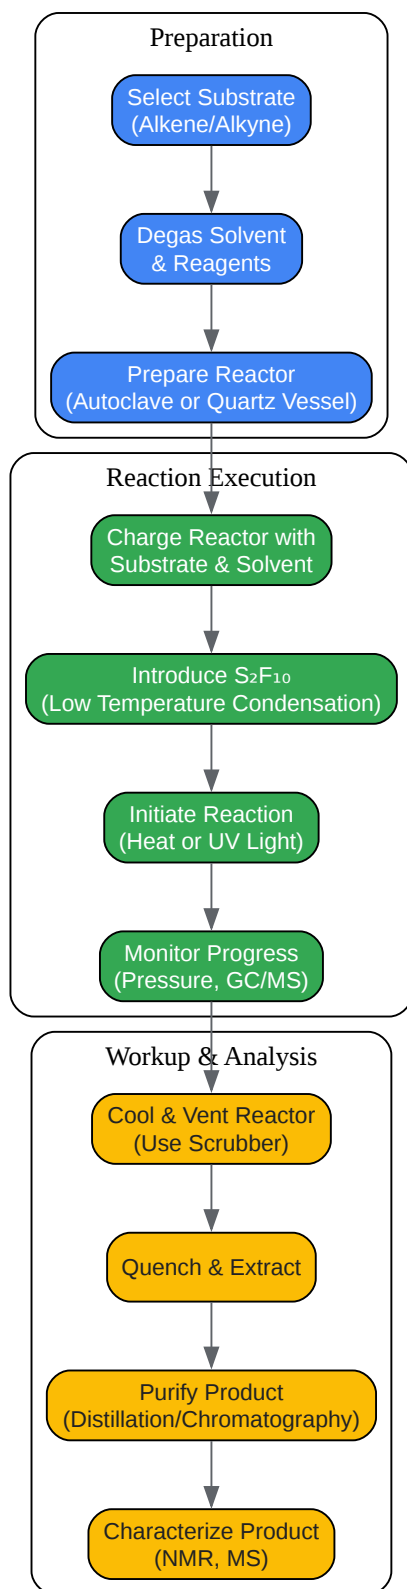 Preparation
Select Substrate
(Alkene/Alkyne)
Degas Solvent
& Reagents
Prepare Reactor
(Autoclave or Quartz Vessel)
Reaction Execution
Charge Reactor with
Substrate & Solvent
Introduce S₂F₁₀
(Low Temperature Condensation)
Initiate Reaction
(Heat or UV Light)
Monitor Progress
(Pressure, GC/MS)
Workup & Analysis
Cool & Vent Reactor
(Use Scrubber)
Quench & Extract
Purify Product
(Distillation/Chromatography)
Characterize Product
(NMR, MS)